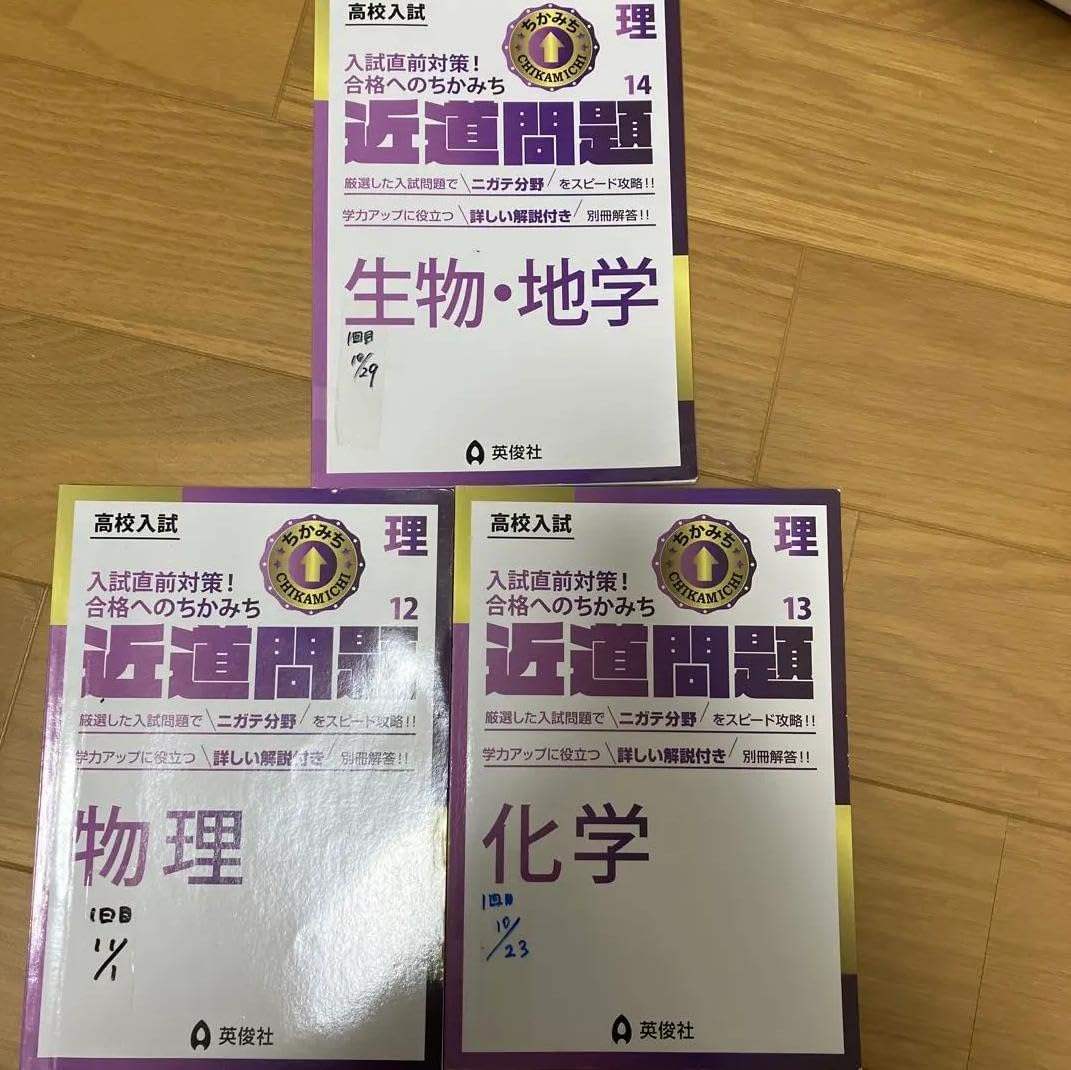 高校入試
理
ちかみち
CHIKAMICHI
入試直前対策！
合格へのちかみち
14
近道問題
厳選した入試問題で ニガテ分野 をスピード攻略！！
学力アップに役立つ 詳しい解説付き 別冊解答！！
生物・地学
1回目
10/29
英俊社
高校入試
理
ちかみち
CHIKAMICHI
入試直前対策！
合格へのちかみち
12
近道問題
厳選した入試問題で ニガテ分野 をスピード攻略！！
学力アップに役立つ 詳しい解説付き 別冊解答！！
物理
1回目
11/1
英俊社
高校入試
理
ちかみち
CHIKAMICHI
入試直前対策！
合格へのちかみち
13
近道問題
厳選した入試問題で ニガテ分野 をスピード攻略！！
学力アップに役立つ 詳しい解説付き 別冊解答！！
化学
1回目
10/23
英俊社